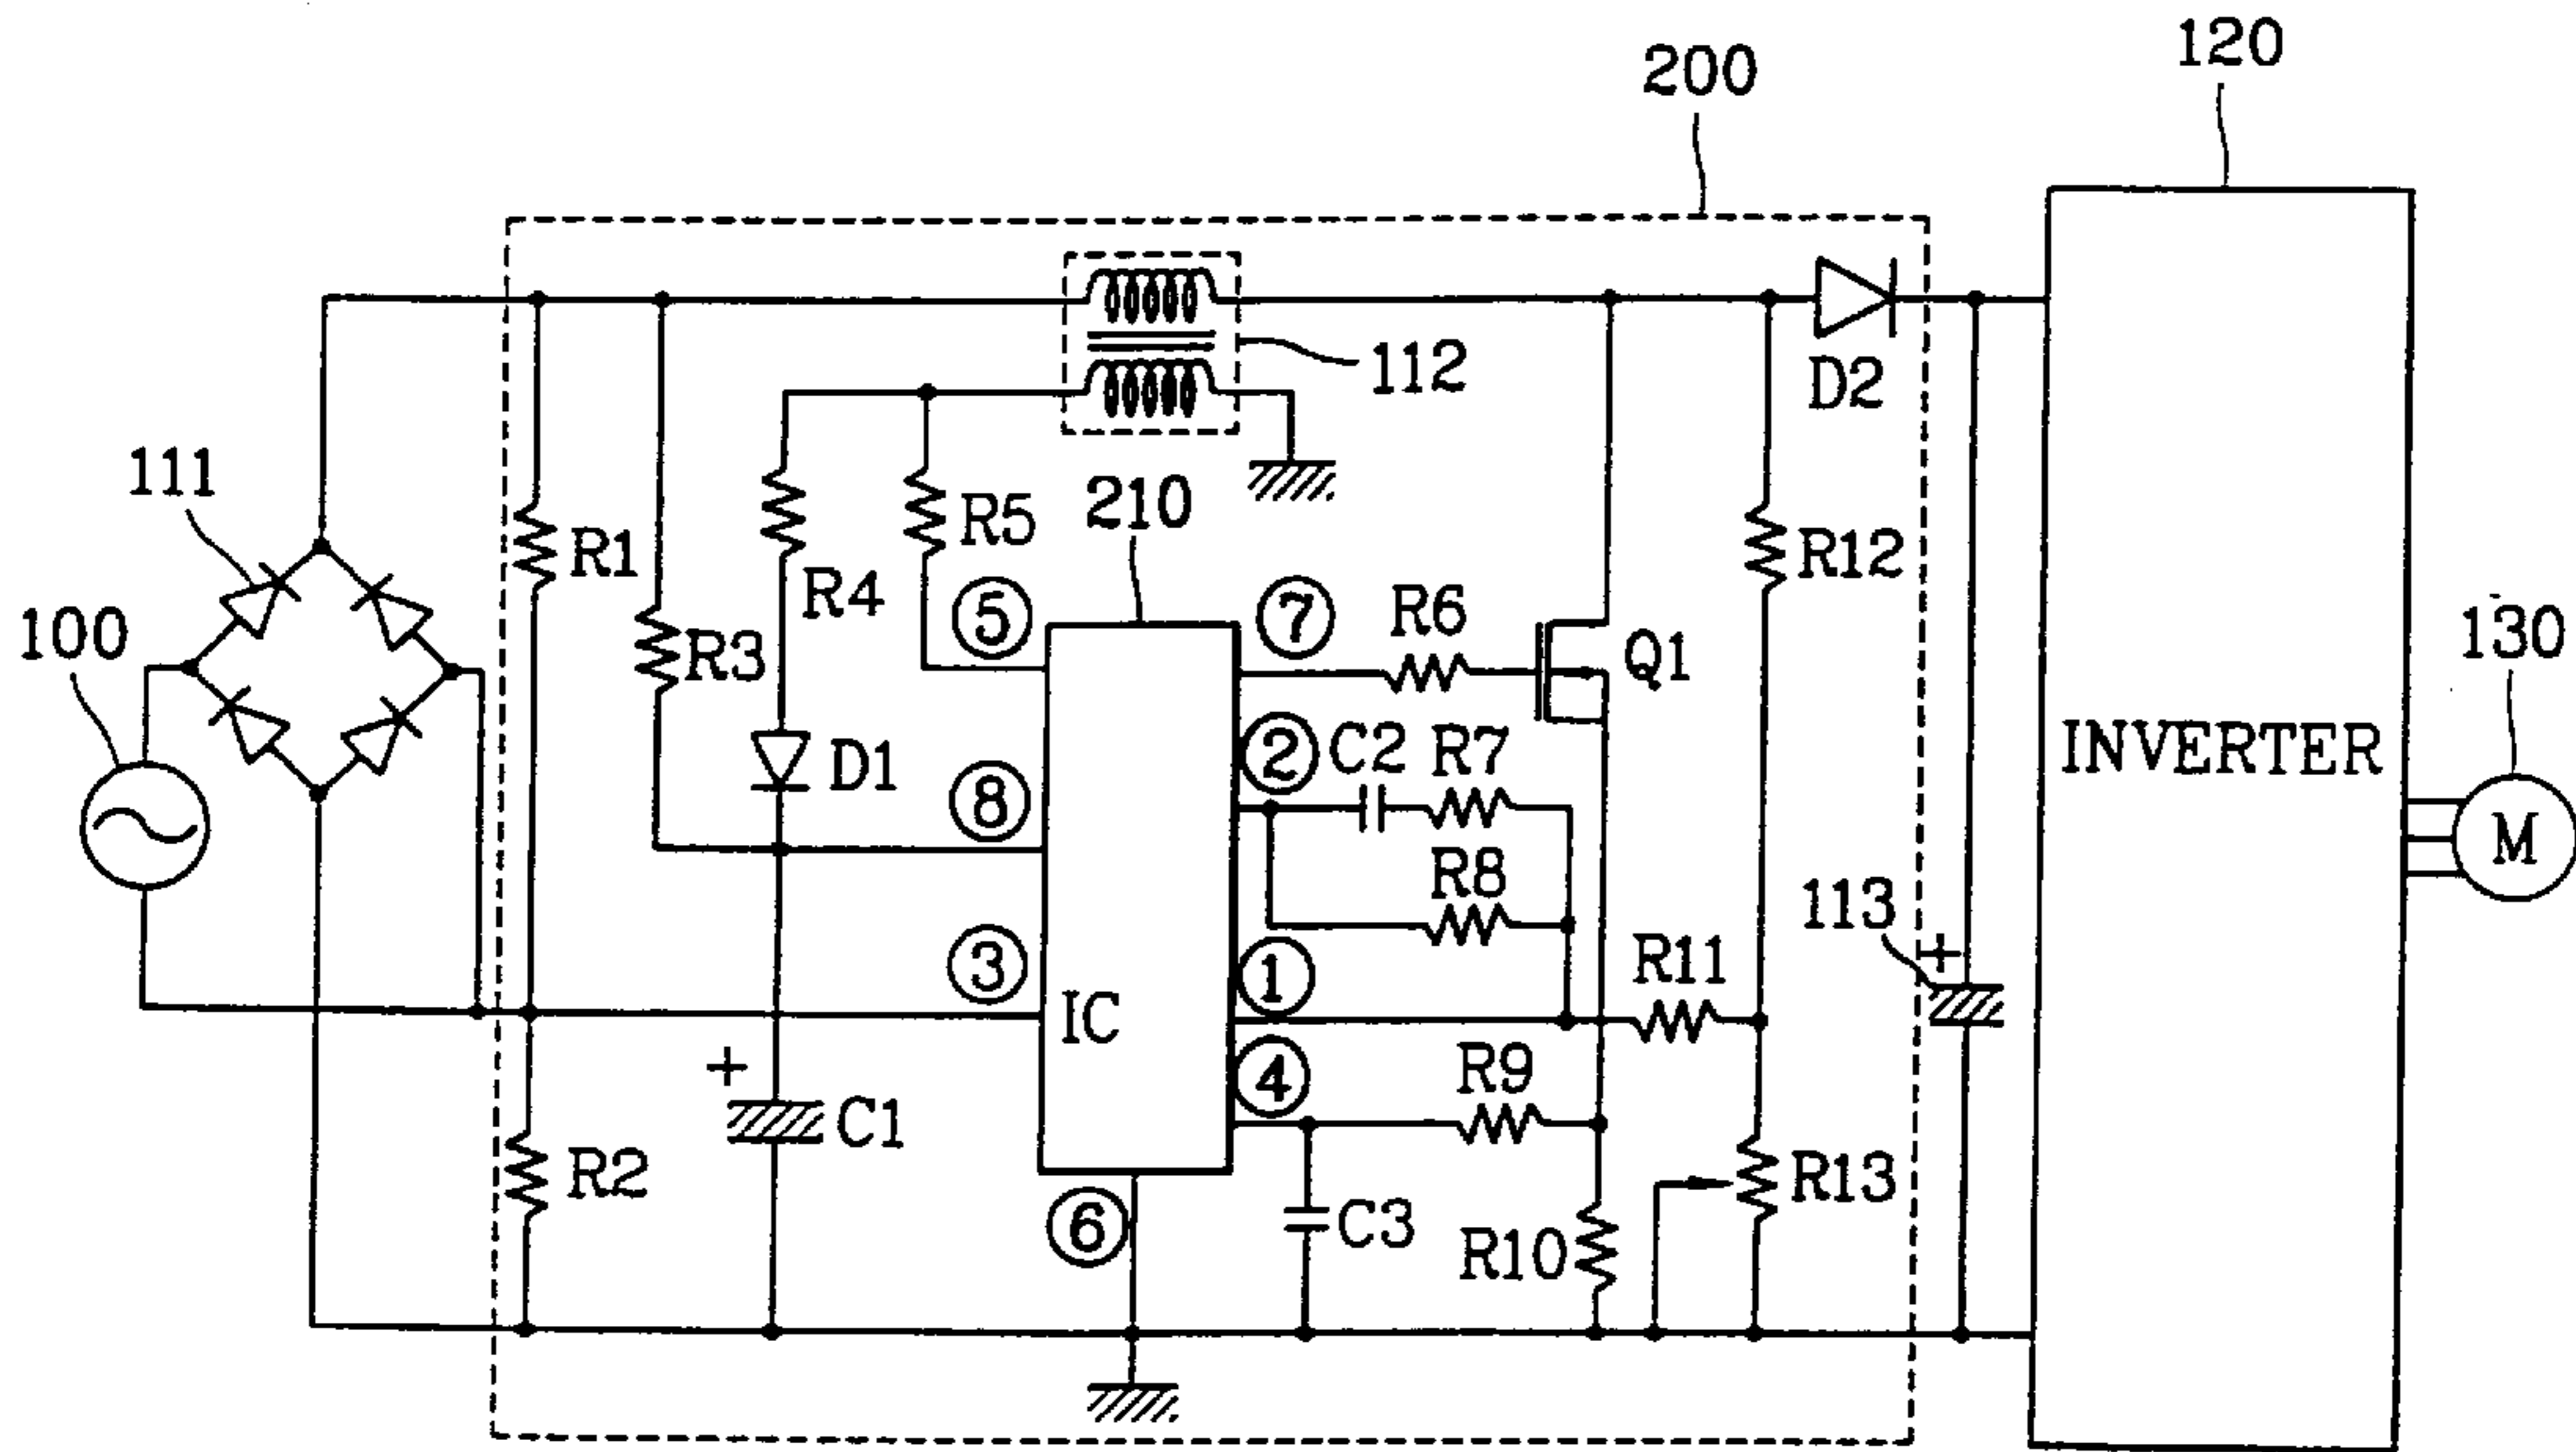 120
200
112
D2
111
R5
210
R1
R12
R4
⑤
⑦
R6
100
R3
Q1
130
②
C2
R7
D1
INVERTER
⑧
M
R8
113
③
①
R11
+
IC
④
R9
+
C1
R2
R13
⑥
C3
R10